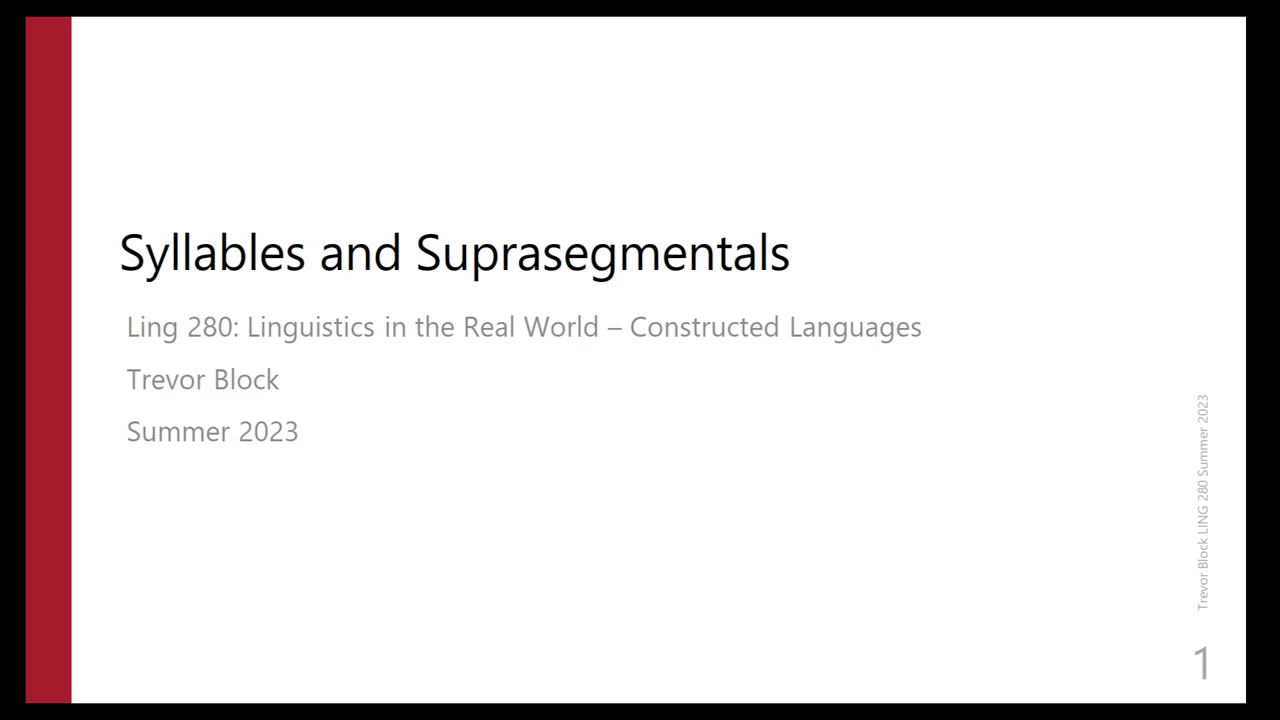 Syllables and Suprasegmentals
Ling 280: Linguistics in the Real World – Constructed Languages
Trevor Block
Summer 2023
Trevor Block LING 280 Summer 2023
1